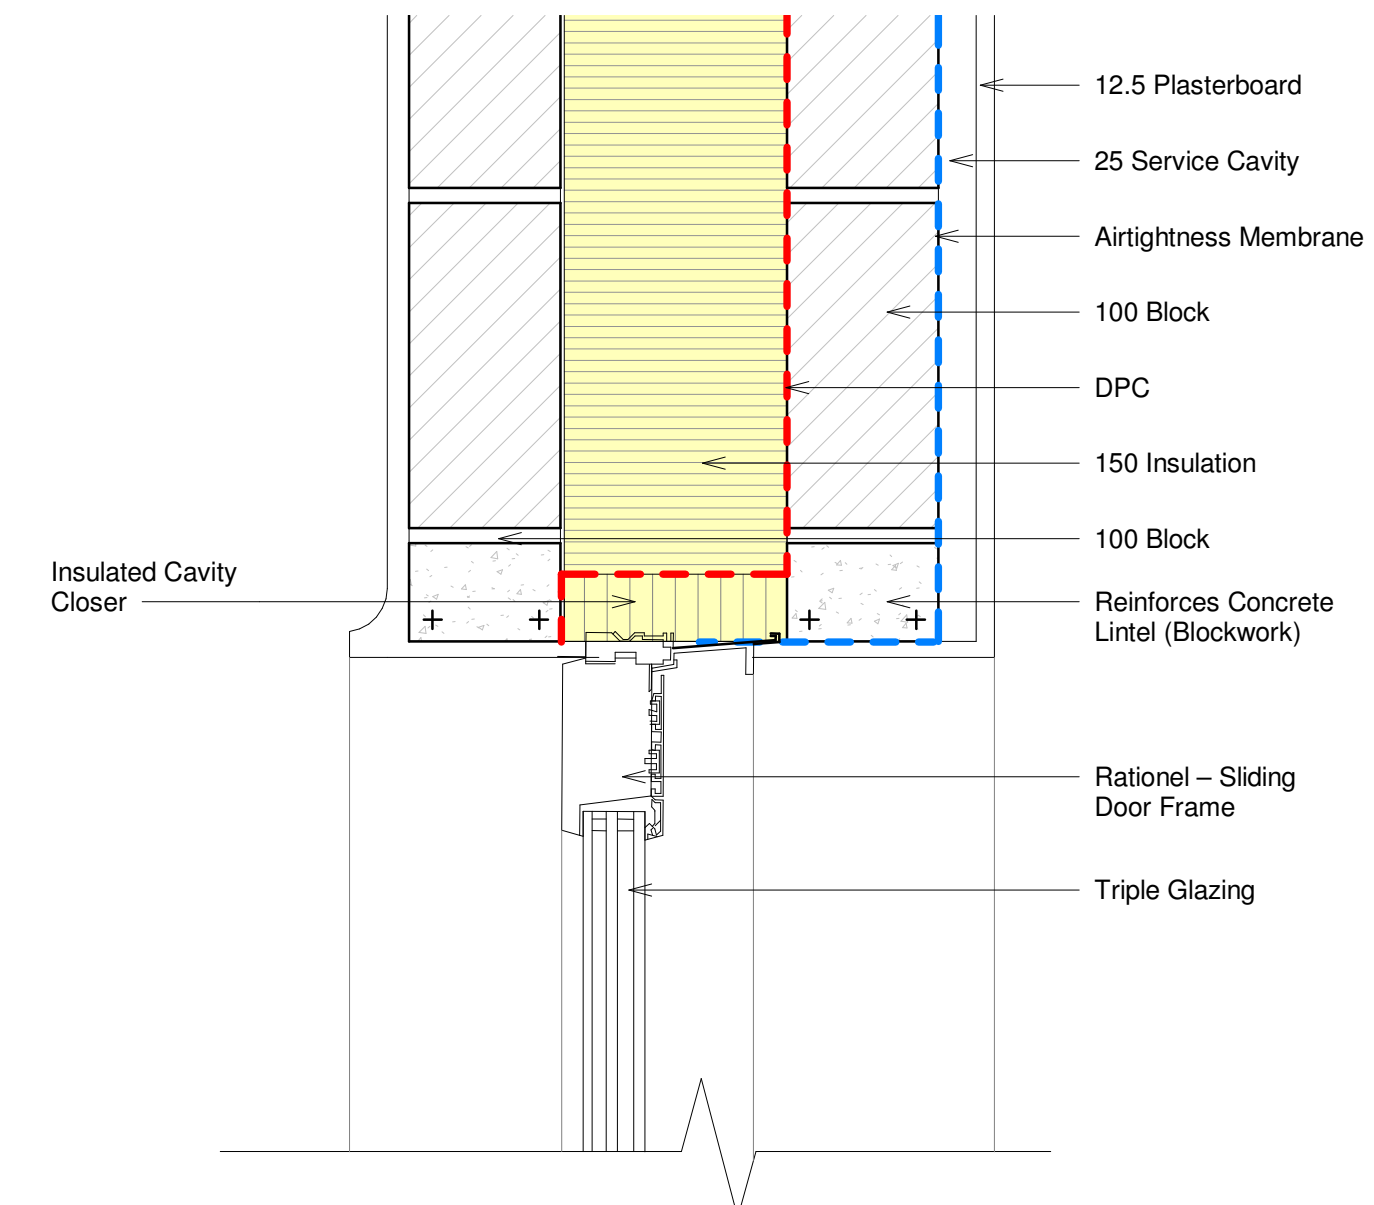 12.5 Plasterboard
25 Service Cavity
Airtightness Membrane
100 Block
DPC
150 Insulation
100 Block
Insulated Cavity
Closer
Reinforces Concrete
Lintel (Blockwork)
Rationel – Sliding
Door Frame
Triple Glazing